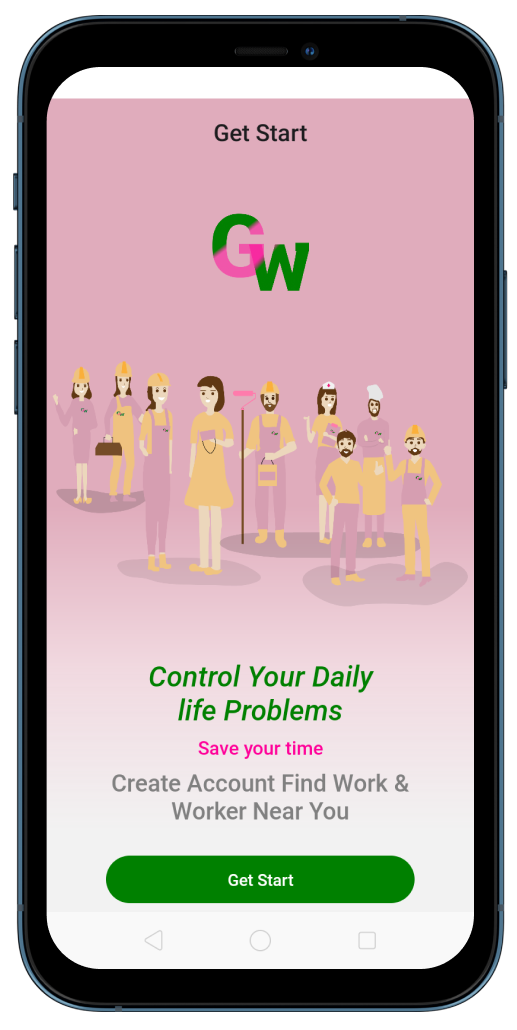 Get Start
GW
Control Your Daily
life Problems
Save your time
Create Account Find Work &
Worker Near You
Get Start